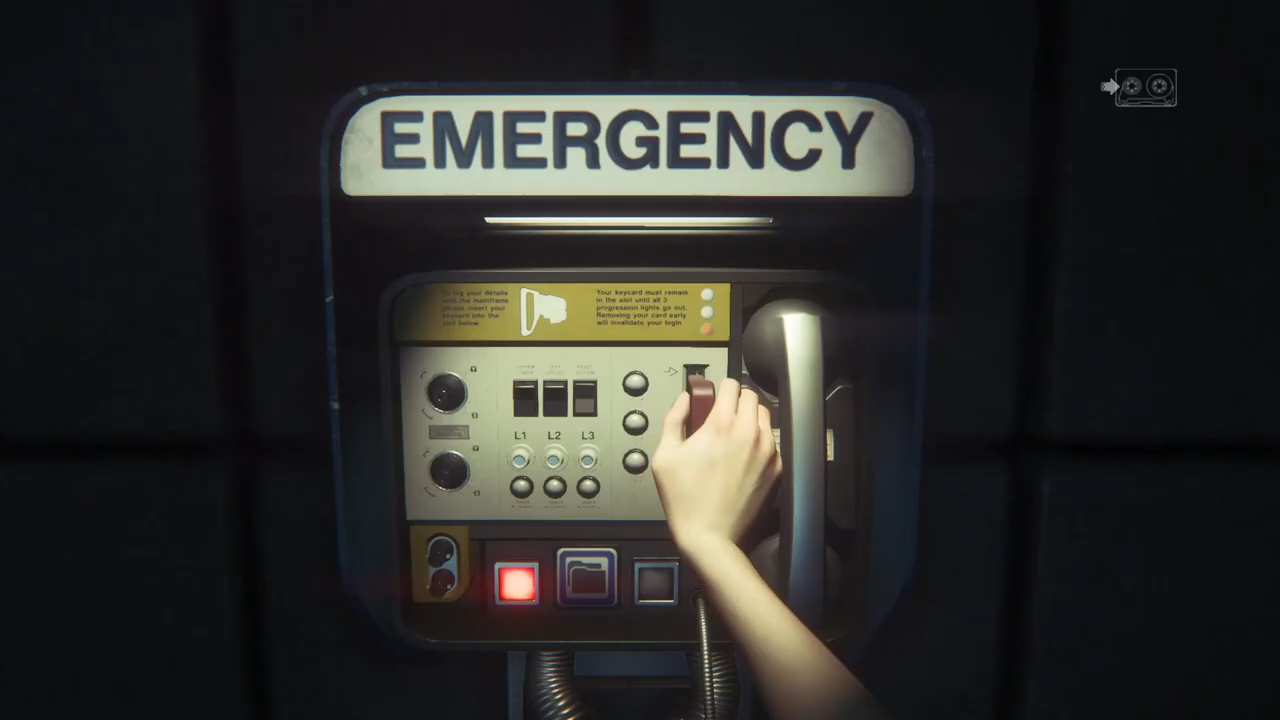 EMERGENCY
To log your details
with the mainframe
please insert your
keycard into the
slot below
Your keycard must remain
in the slot until all 3
progression lights go out.
Removing your card early
will invalidate your login
L1 L2 L3